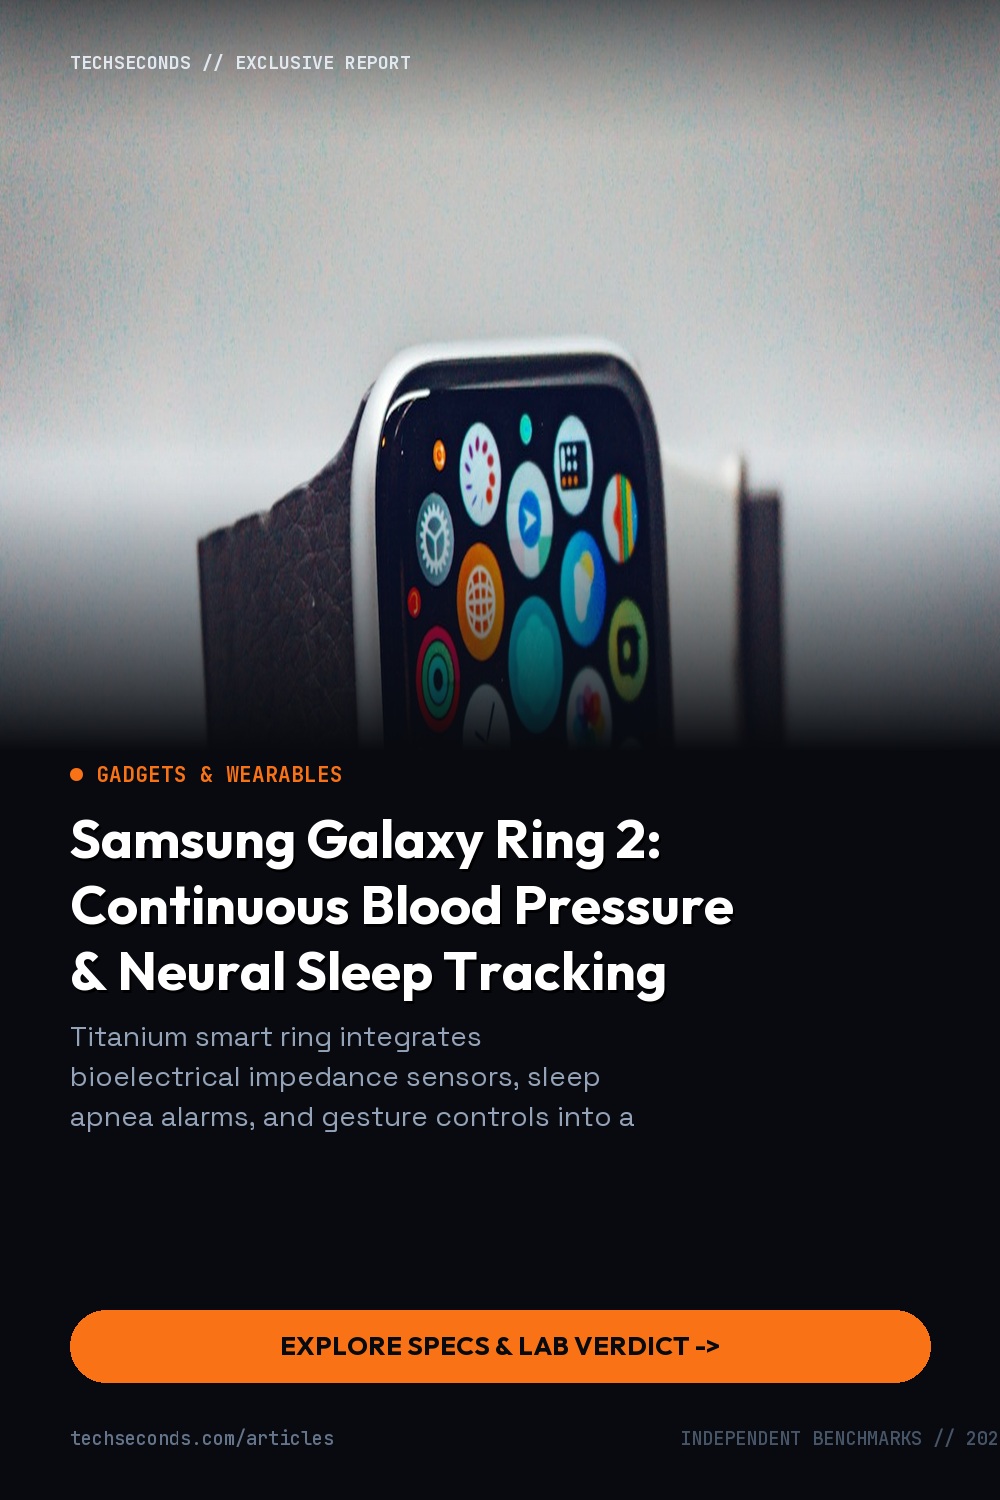 TECHSECONDS // EXCLUSIVE REPORT
GADGETS & WEARABLES
Samsung Galaxy Ring 2:
Continuous Blood Pressure
& Neural Sleep Tracking
Titanium smart ring integrates
bioelectrical impedance sensors, sleep
apnea alarms, and gesture controls into a
EXPLORE SPECS & LAB VERDICT ->
techseconds.com/articles
INDEPENDENT BENCHMARKS // 202